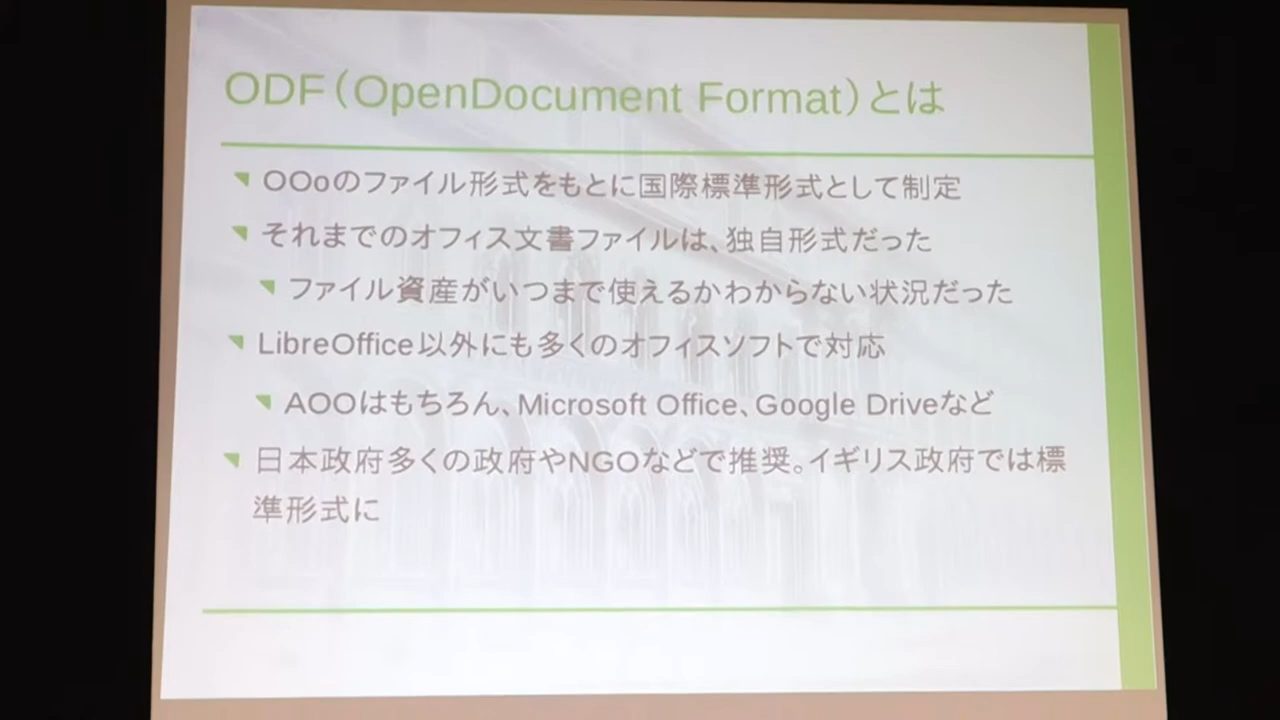 ODF（OpenDocument Format）とは
OOoのファイル形式をもとに国際標準形式として制定
それまでのオフィス文書ファイルは、独自形式だった
ファイル資産がいつまで使えるかわからない状況だった
LibreOffice以外にも多くのオフィスソフトで対応
AOOはもちろん、Microsoft Office、Google Driveなど
日本政府多くの政府やNGOなどで推奨。イギリス政府では標
準形式に